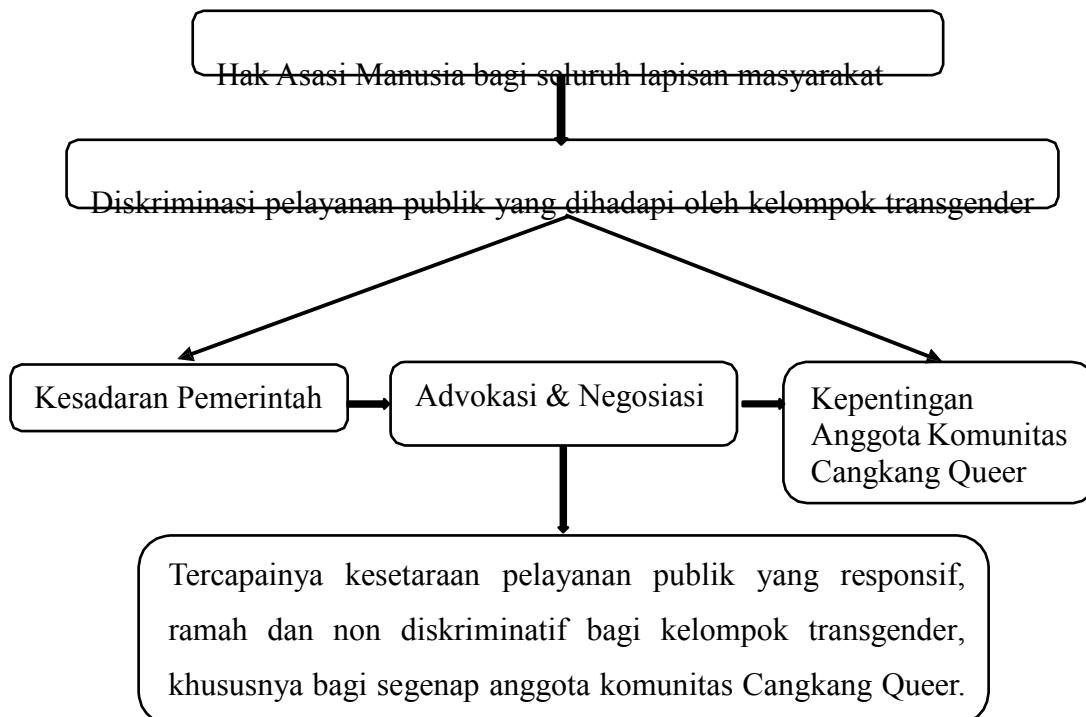 Hak Asasi Manusia bagi seluruh lapisan masyarakat
Diskriminasi pelayanan publik yang dihadapi oleh kelompok transgender
Kesadaran Pemerintah
Advokasi & Negosiasi
Kepentingan
Anggota Komunitas
Cangkang Queer
Tercapainya kesetaraan pelayanan publik yang responsif,
ramah dan non diskriminatif bagi kelompok transgender,
khususnya bagi segenap anggota komunitas Cangkang Queer.